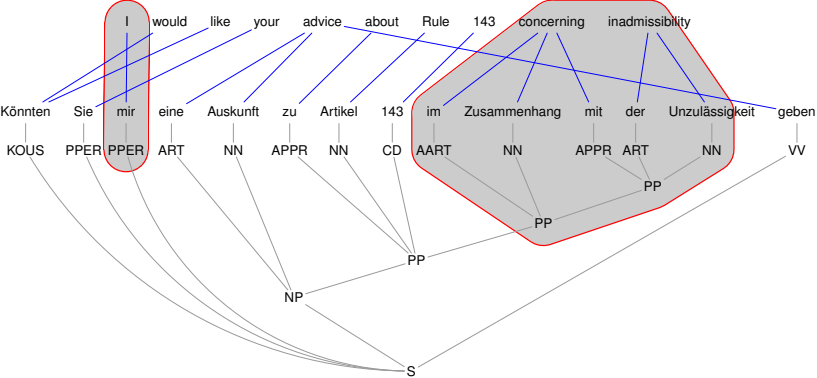 I would like your advice about Rule 143 concerning inadmissibility
Könnten Sie mir eine Auskunft zu Artikel 143 im Zusammenhang mit der Unzulässigkeit geben
KOUS PPER PPER ART NN APPR NN CD AART NN APPR ART NN VV
PP
PP
PP
NP
S